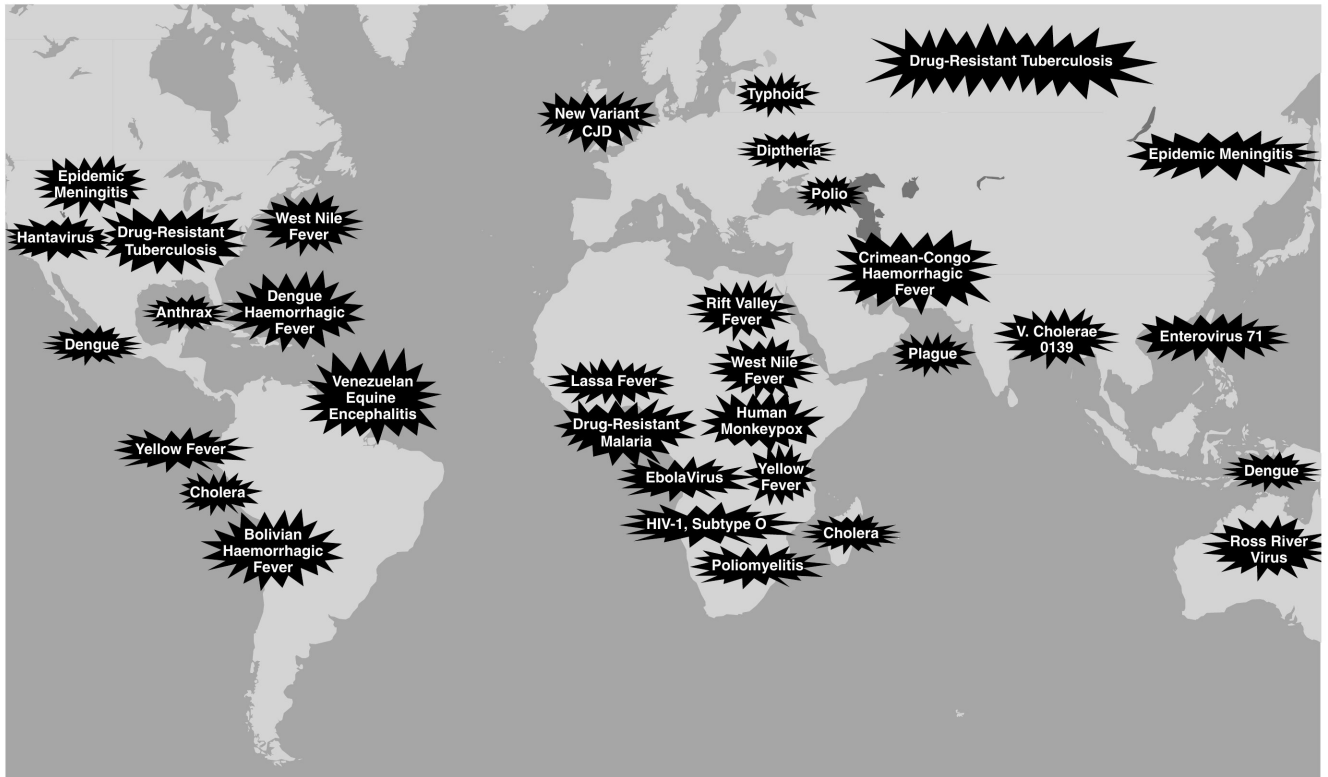 Drug-Resistant Tuberculosis
Typhoid
New Variant
CJD
Diptheria
Epidemic Meningitis
Epidemic
Meningitis
Polio
West Nile
Fever
Hantavirus
Drug-Resistant
Tuberculosis
Crimean-Congo
Haemorrhagic
Fever
Anthrax
Dengue
Haemorrhagic
Fever
Rift Valley
Fever
Dengue
Plague
V. Cholerae
0139
Enterovirus 71
Venezuelan
Equine
Encephalitis
Lassa Fever
West Nile
Fever
Drug-Resistant
Malaria
Human
Monkeypox
Yellow Fever
EbolaVirus
Yellow
Fever
Dengue
Cholera
HIV-1, Subtype O
Cholera
Bolivian
Haemorrhagic
Fever
Poliomyelitis
Ross River
Virus